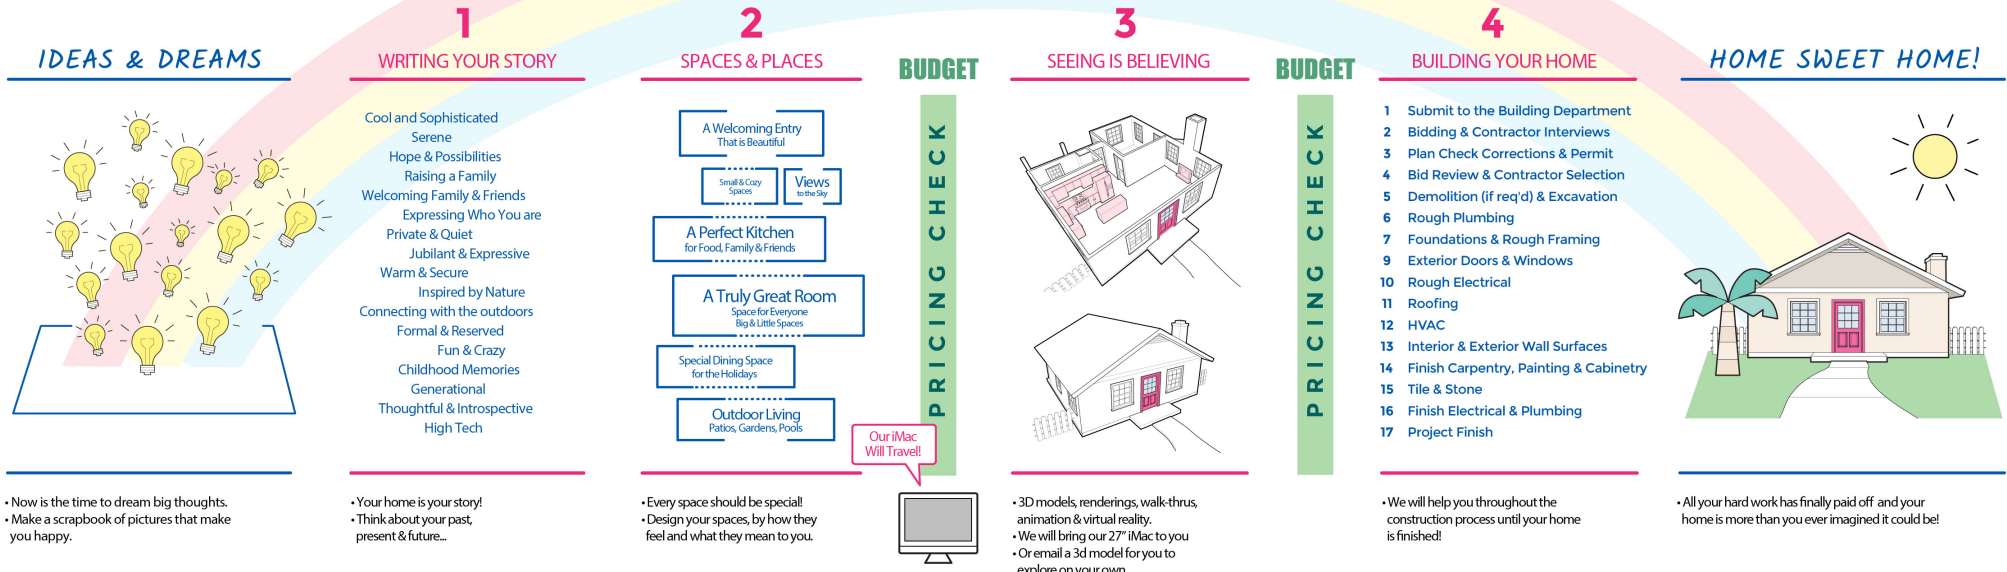 IDEAS & DREAMS
• Now is the time to dream big thoughts.
• Make a scrapbook of pictures that make
you happy.
1
WRITING YOUR STORY
Cool and Sophisticated
Serene
Hope & Possibilities
Raising a Family
Welcoming Family & Friends
Expressing Who You are
Private & Quiet
Jubilant & Expressive
Warm & Secure
Inspired by Nature
Connecting with the outdoors
Formal & Reserved
Fun & Crazy
Childhood Memories
Generational
Thoughtful & Introspective
High Tech
• Your home is your story!
• Think about your past,
present & future...
2
SPACES & PLACES
A Welcoming Entry
That is Beautiful
Small & Cozy
Spaces
Views
to the Sky
A Perfect Kitchen
for Food, Family & Friends
A Truly Great Room
Space for Everyone
Big & Little Spaces
Special Dining Space
for the Holidays
Outdoor Living
Patios, Gardens, Pools
• Every space should be special!
• Design your spaces, by how they
feel and what they mean to you.
BUDGET
PRICING CHECK
Our iMac
Will Travel!
3
SEEING IS BELIEVING
• 3D models, renderings, walk-thrus,
animation & virtual reality.
• We will bring our 27” iMac to you
• Or email a 3d model for you to
explore on your own
BUDGET
PRICING CHECK
4
BUILDING YOUR HOME
1 Submit to the Building Department
2 Bidding & Contractor Interviews
3 Plan Check Corrections & Permit
4 Bid Review & Contractor Selection
5 Demolition (if req'd) & Excavation
6 Rough Plumbing
7 Foundations & Rough Framing
9 Exterior Doors & Windows
10 Rough Electrical
11 Roofing
12 HVAC
13 Interior & Exterior Wall Surfaces
14 Finish Carpentry, Painting & Cabinetry
15 Tile & Stone
16 Finish Electrical & Plumbing
17 Project Finish
• We will help you throughout the
construction process until your home
is finished!
HOME SWEET HOME!
• All your hard work has finally paid off and your
home is more than you ever imagined it could be!